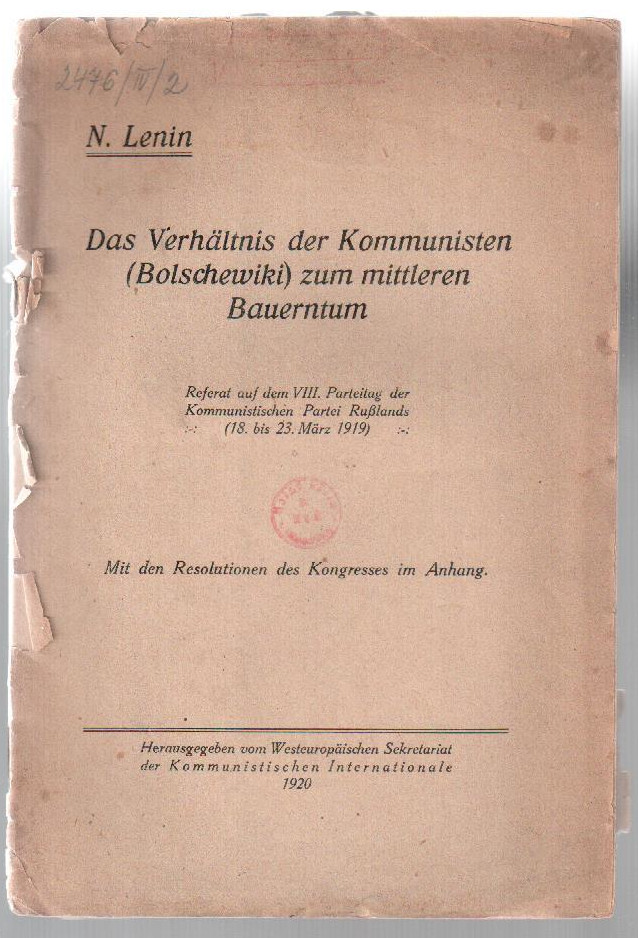 2476/IV/2
N. Lenin
Das Verhältnis der Kommunisten
(Bolschewiki) zum mittleren
Bauerntum
Referat auf dem VIII. Parteitag der
Kommunistischen Partei Rußlands
:-: (18. bis 23. März 1919) :-:
Mit den Resolutionen des Kongresses im Anhang.
Herausgegeben vom Westeuropäischen Sekretariat
der Kommunistischen Internationale
1920